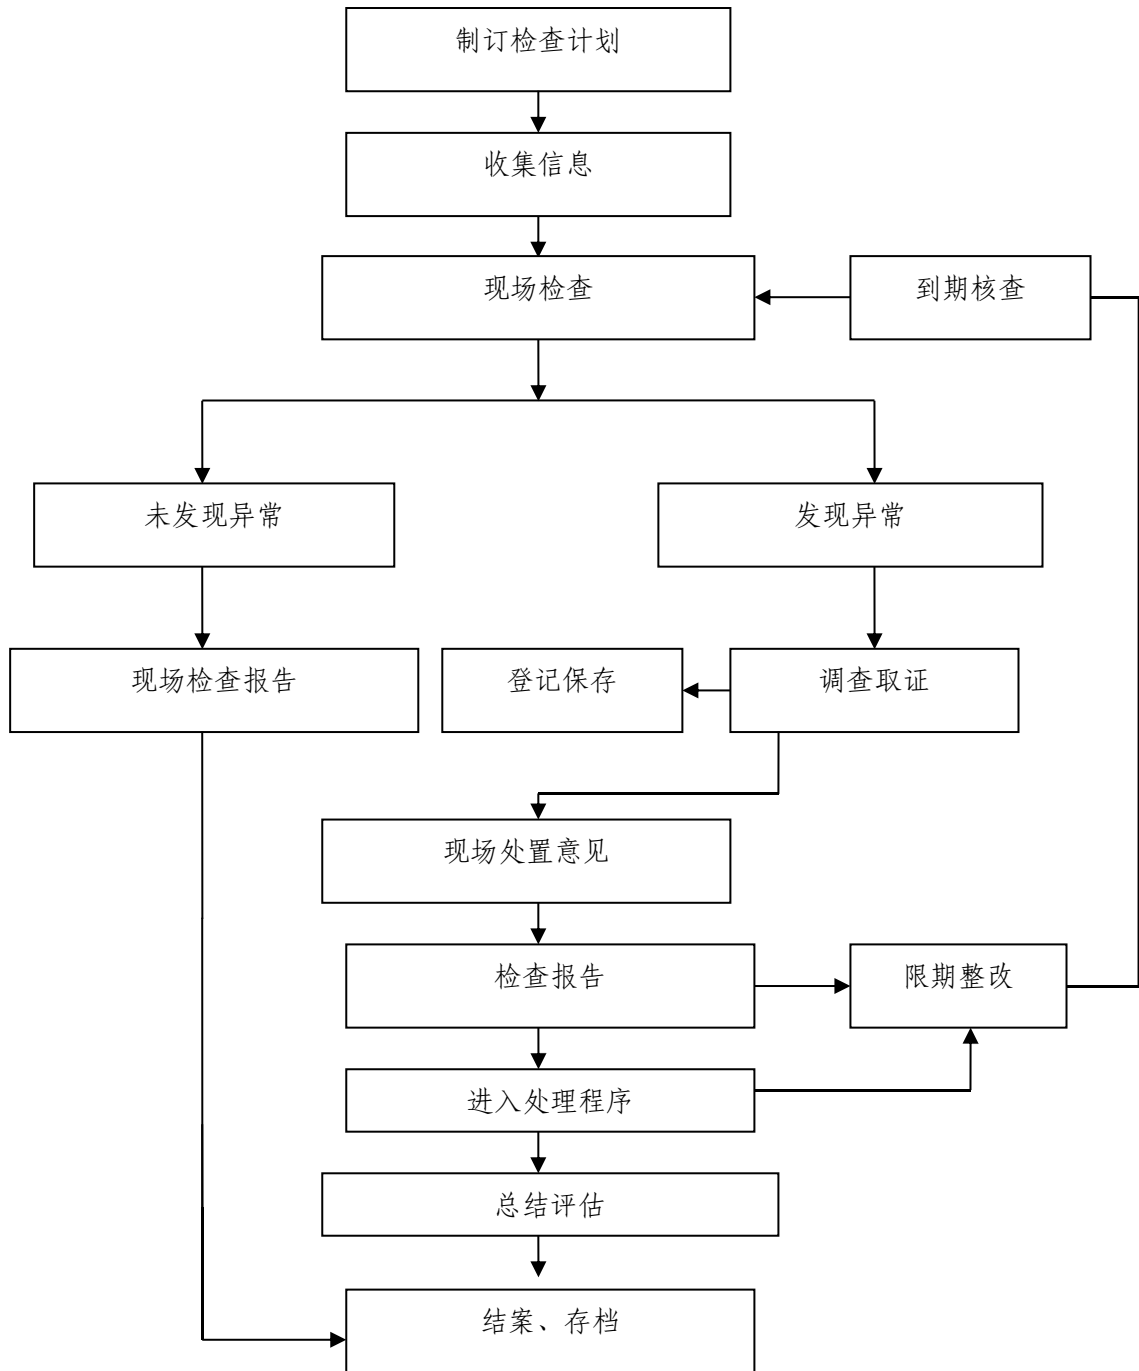 制订检查计划
收集信息
现场检查
到期核查
未发现异常
发现异常
现场检查报告
登记保存
调查取证
现场处置意见
检查报告
限期整改
进入处理程序
总结评估
结案、存档